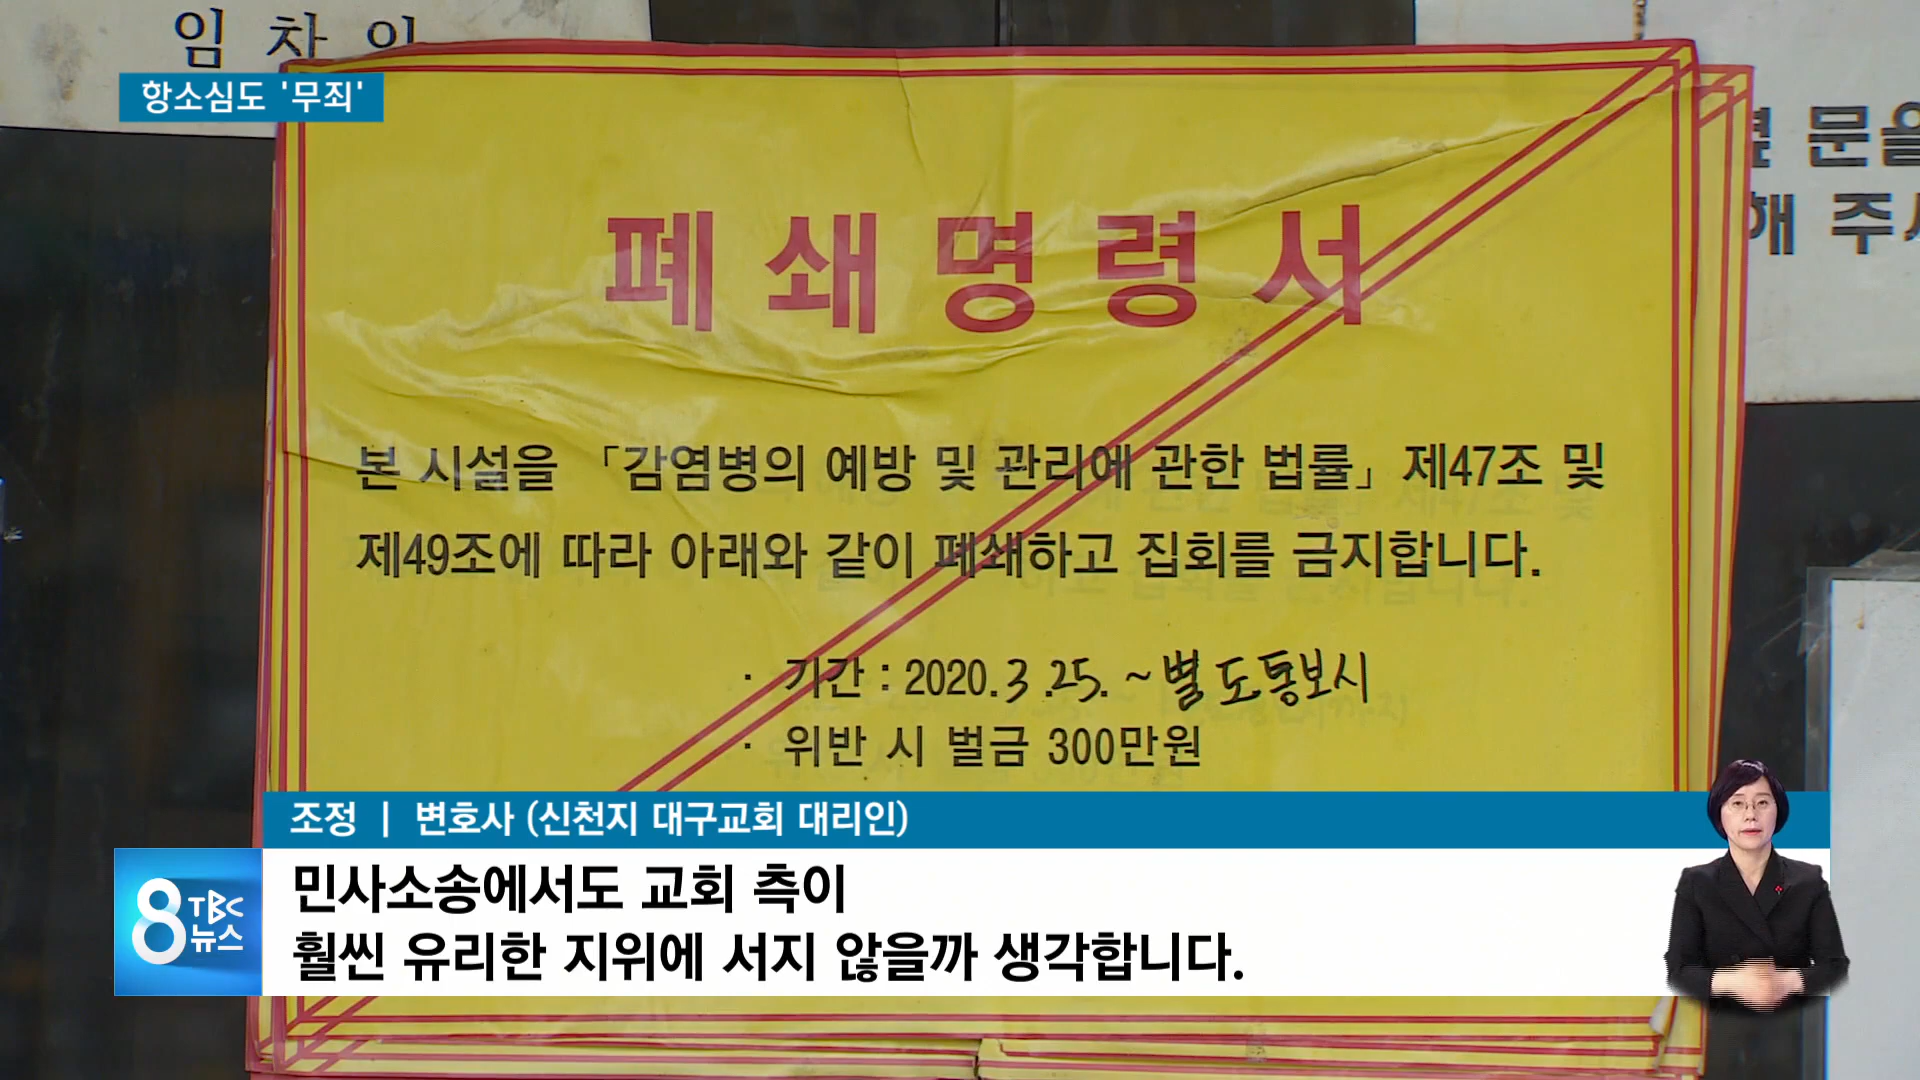 임차인
항소심도 '무죄'
문을
해 주세
폐쇄명령서
본 시설을 「감염병의 예방 및 관리에 관한 법률」 제47조 및
제49조에 따라 아래와 같이 폐쇄하고 집회를 금지합니다.
· 기간 : 2020.3.25.~별도통보시
· 위반 시 벌금 300만원
조정 | 변호사 (신천지 대구교회 대리인)
8 TBC 뉴스
민사소송에서도 교회 측이
훨씬 유리한 지위에 서지 않을까 생각합니다.